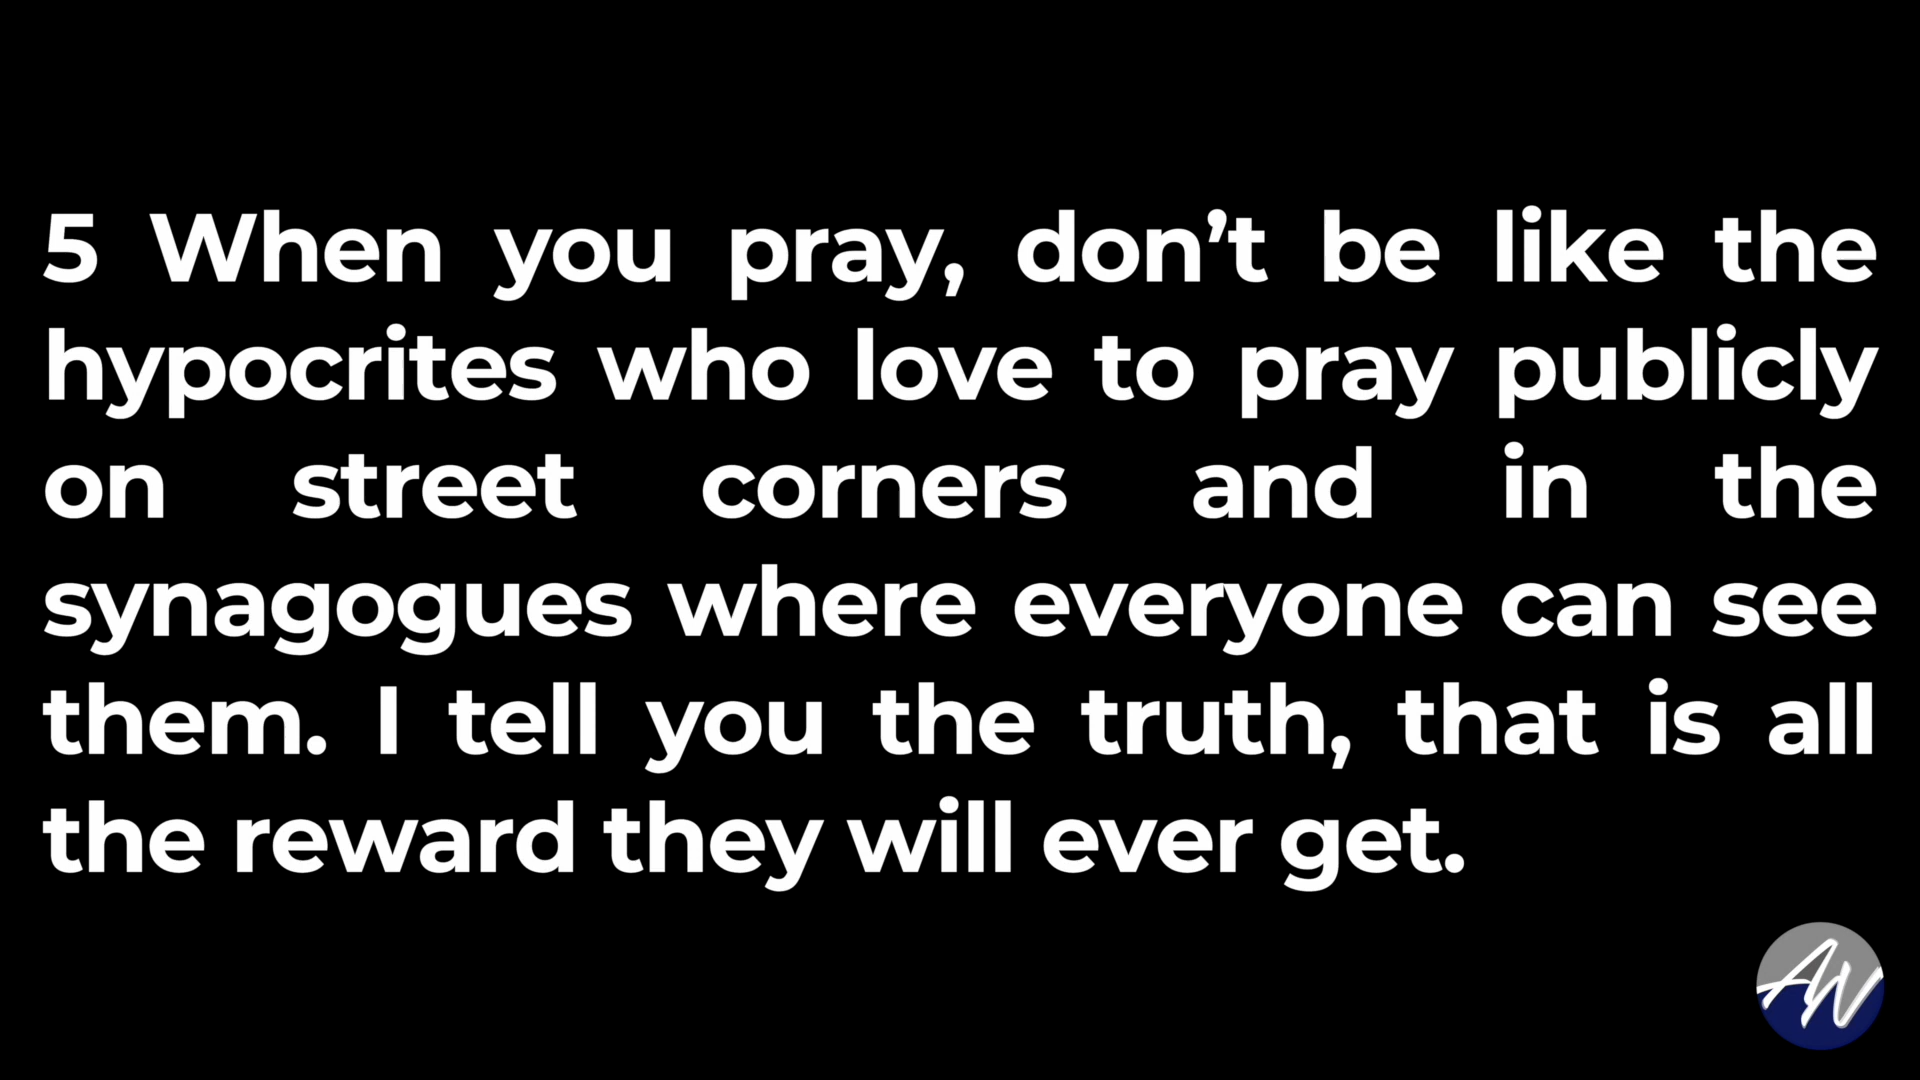 5 When you pray, don’t be like the
hypocrites who love to pray publicly
on street corners and in the
synagogues where everyone can see
them. I tell you the truth, that is all
the reward they will ever get.
AW